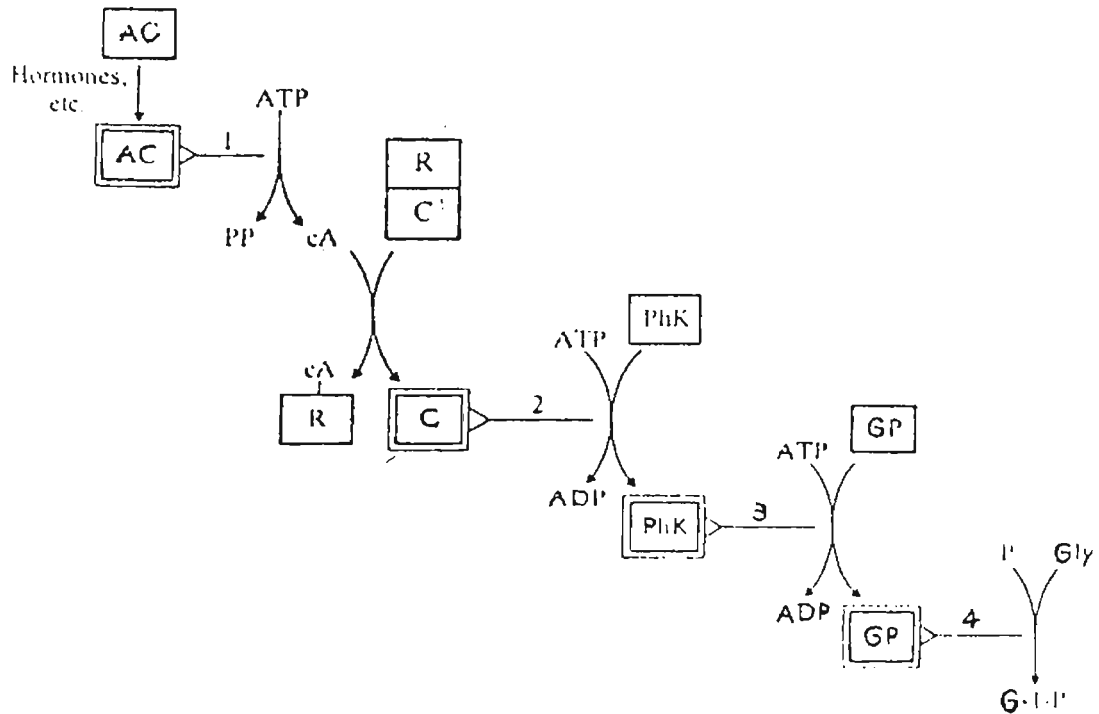 AC
Hormones,
etc.
AC
1
ATP
PP
cA
R
C
cA
R
C
2
ATP
PhK
ADP
PhK
3
ATP
GP
ADP
GP
4
P
Gly
G-1-P